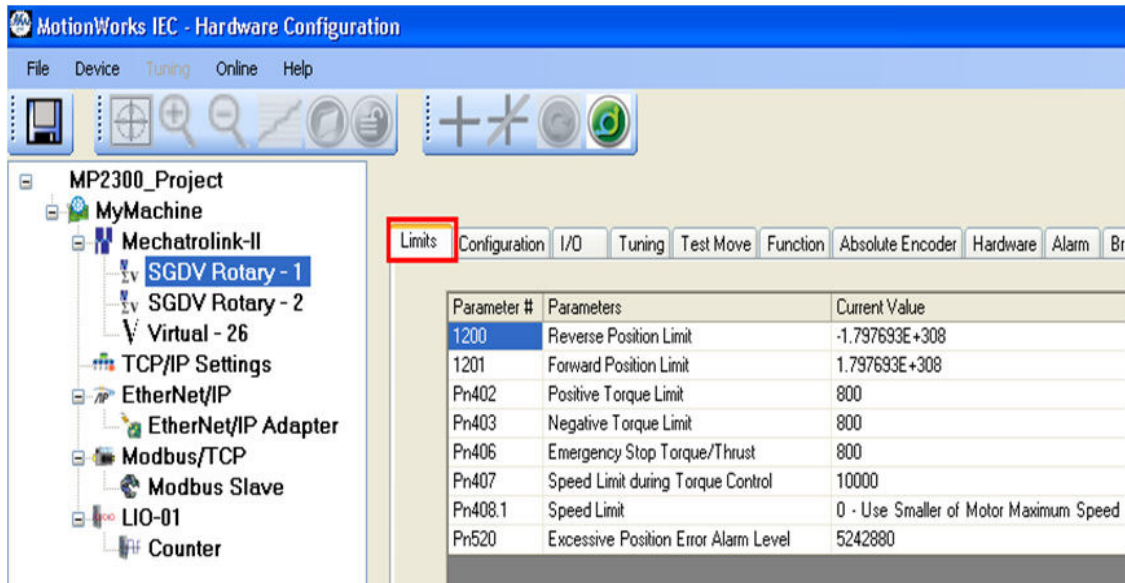 MotionWorks IEC - Hardware Configuration
File Device Tuning Online Help
MP2300_Project
MyMachine
Mechatrolink-II
SGDV Rotary - 1
SGDV Rotary - 2
Virtual - 26
TCP/IP Settings
EtherNet/IP
EtherNet/IP Adapter
Modbus/TCP
Modbus Slave
LIO-01
Counter
Limits Configuration I/O Tuning Test Move Function Absolute Encoder Hardware Alarm Br
Parameter # Parameters Current Value
1200 Reverse Position Limit -1.797693E+308
1201 Forward Position Limit 1.797693E+308
Pn402 Positive Torque Limit 800
Pn403 Negative Torque Limit 800
Pn406 Emergency Stop Torque/Thrust 800
Pn407 Speed Limit during Torque Control 10000
Pn408.1 Speed Limit 0 - Use Smaller of Motor Maximum Speed
Pn520 Excessive Position Error Alarm Level 5242880